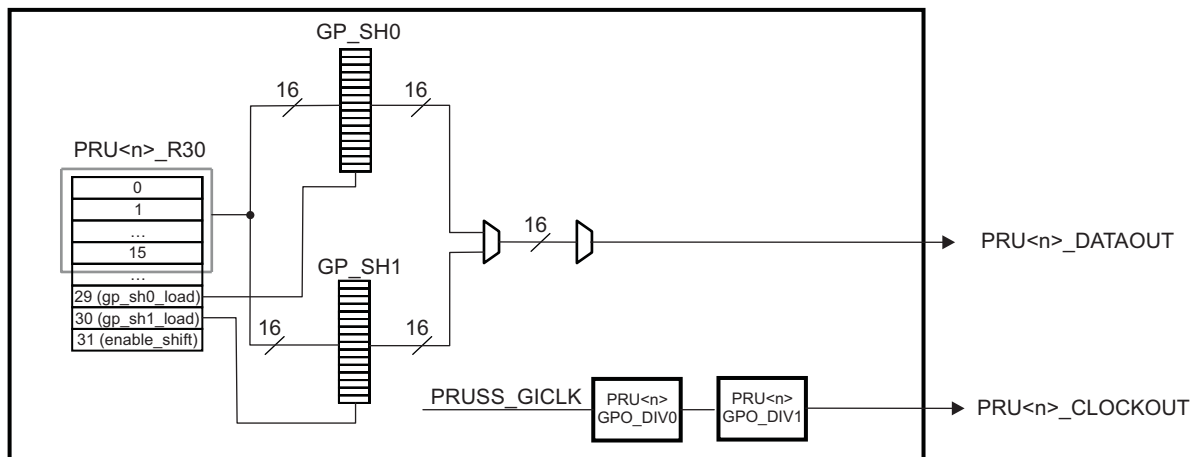 GP_SH0
16
16
PRU<n>_R30
0
1
...
15
...
29 (gp_sh0_load)
30 (gp_sh1_load)
31 (enable_shift)
16
PRU<n>_DATAOUT
GP_SH1
16
16
PRUSS_GICLK
PRU<n>
GPO_DIV0
PRU<n>
GPO_DIV1
PRU<n>_CLOCKOUT